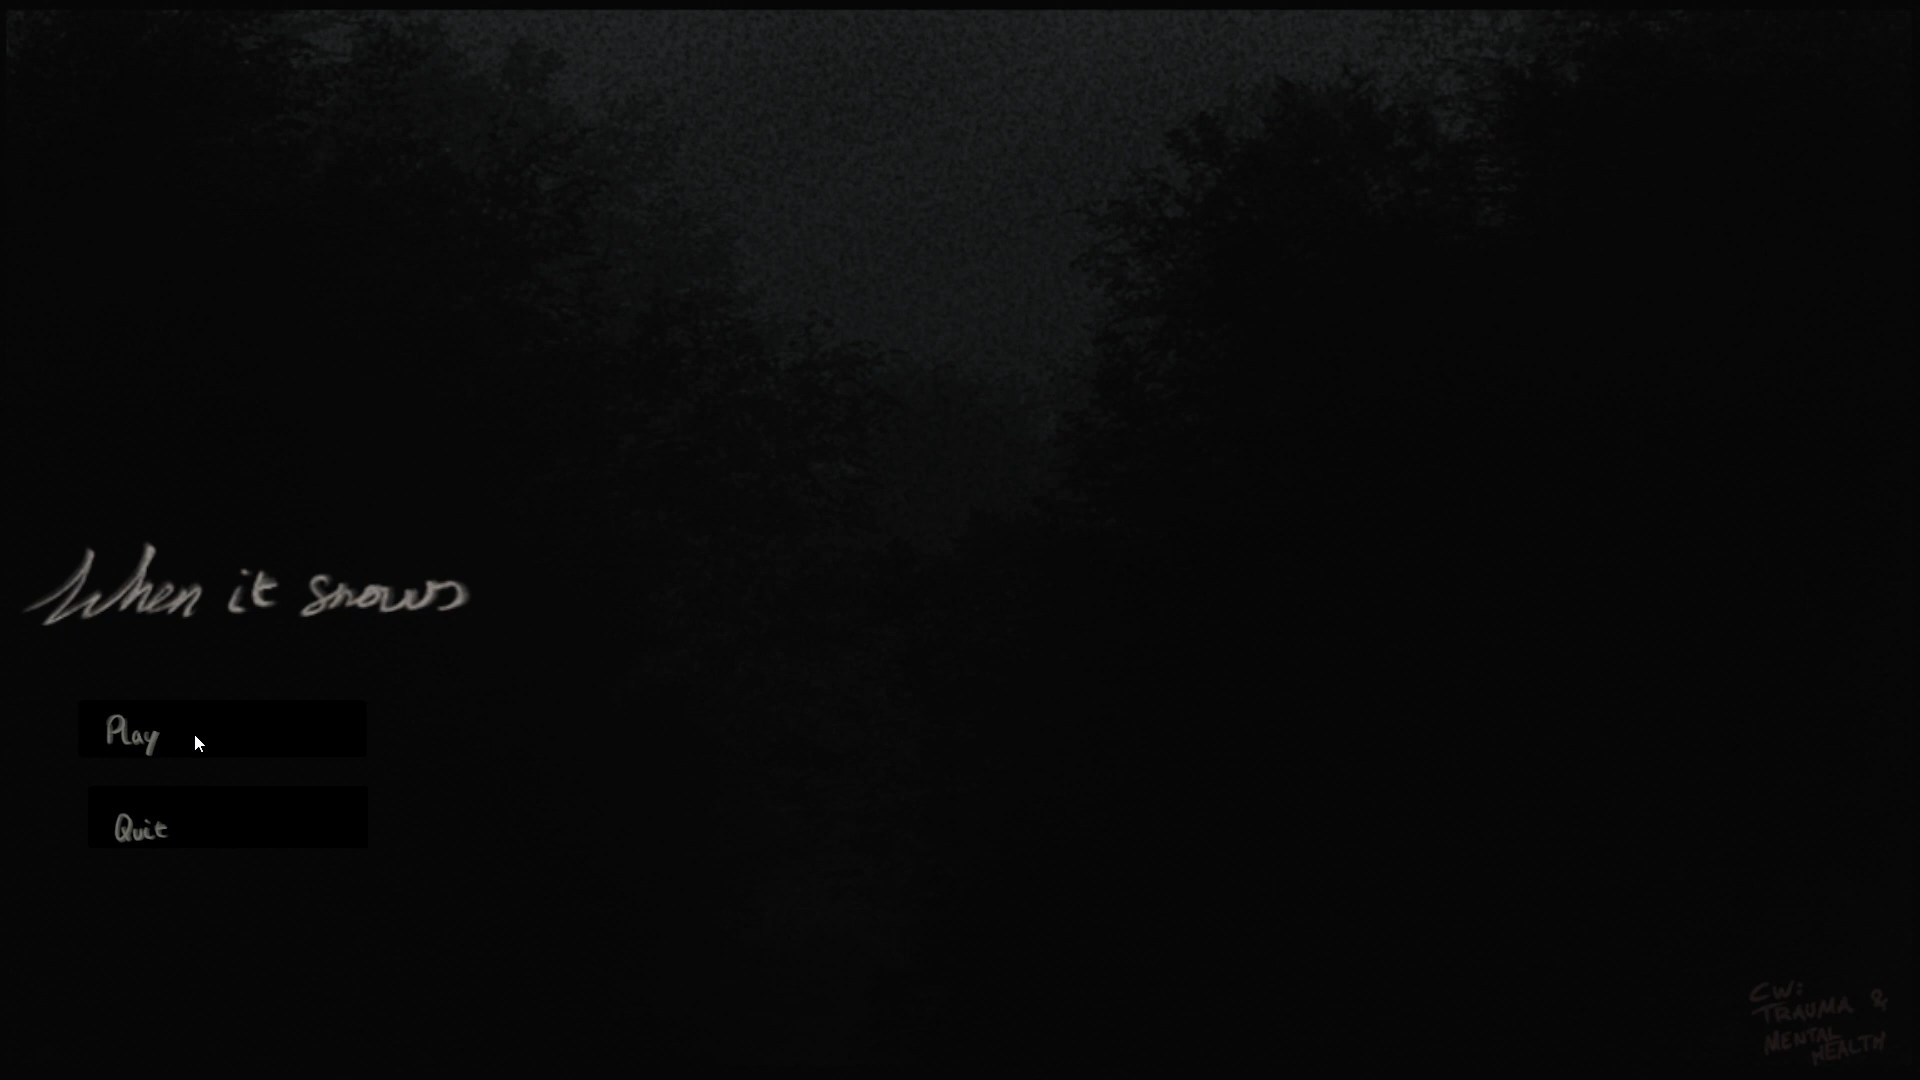 When it snows
Play
Quit
CW:
TRAUMA &
MENTAL
HEALTH